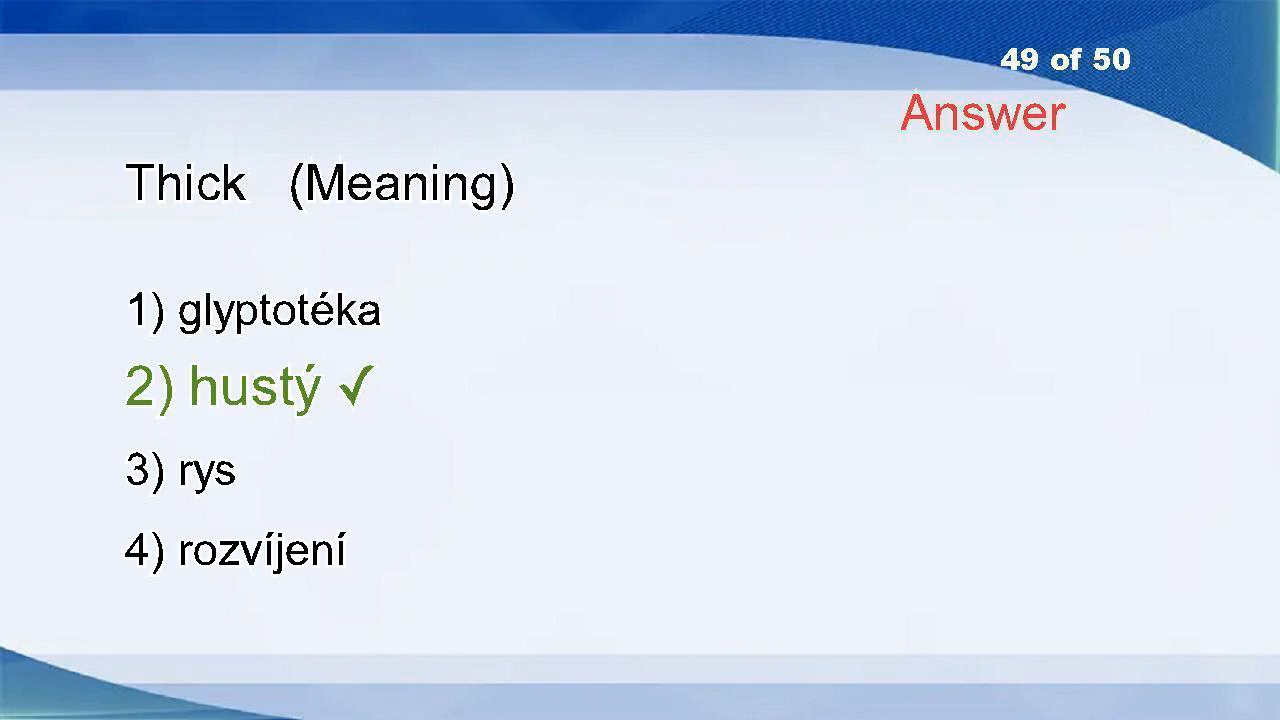 49 of 50
Answer
Thick (Meaning)
1) glyptotéka
2) hustý ✓
3) rys
4) rozvíjení